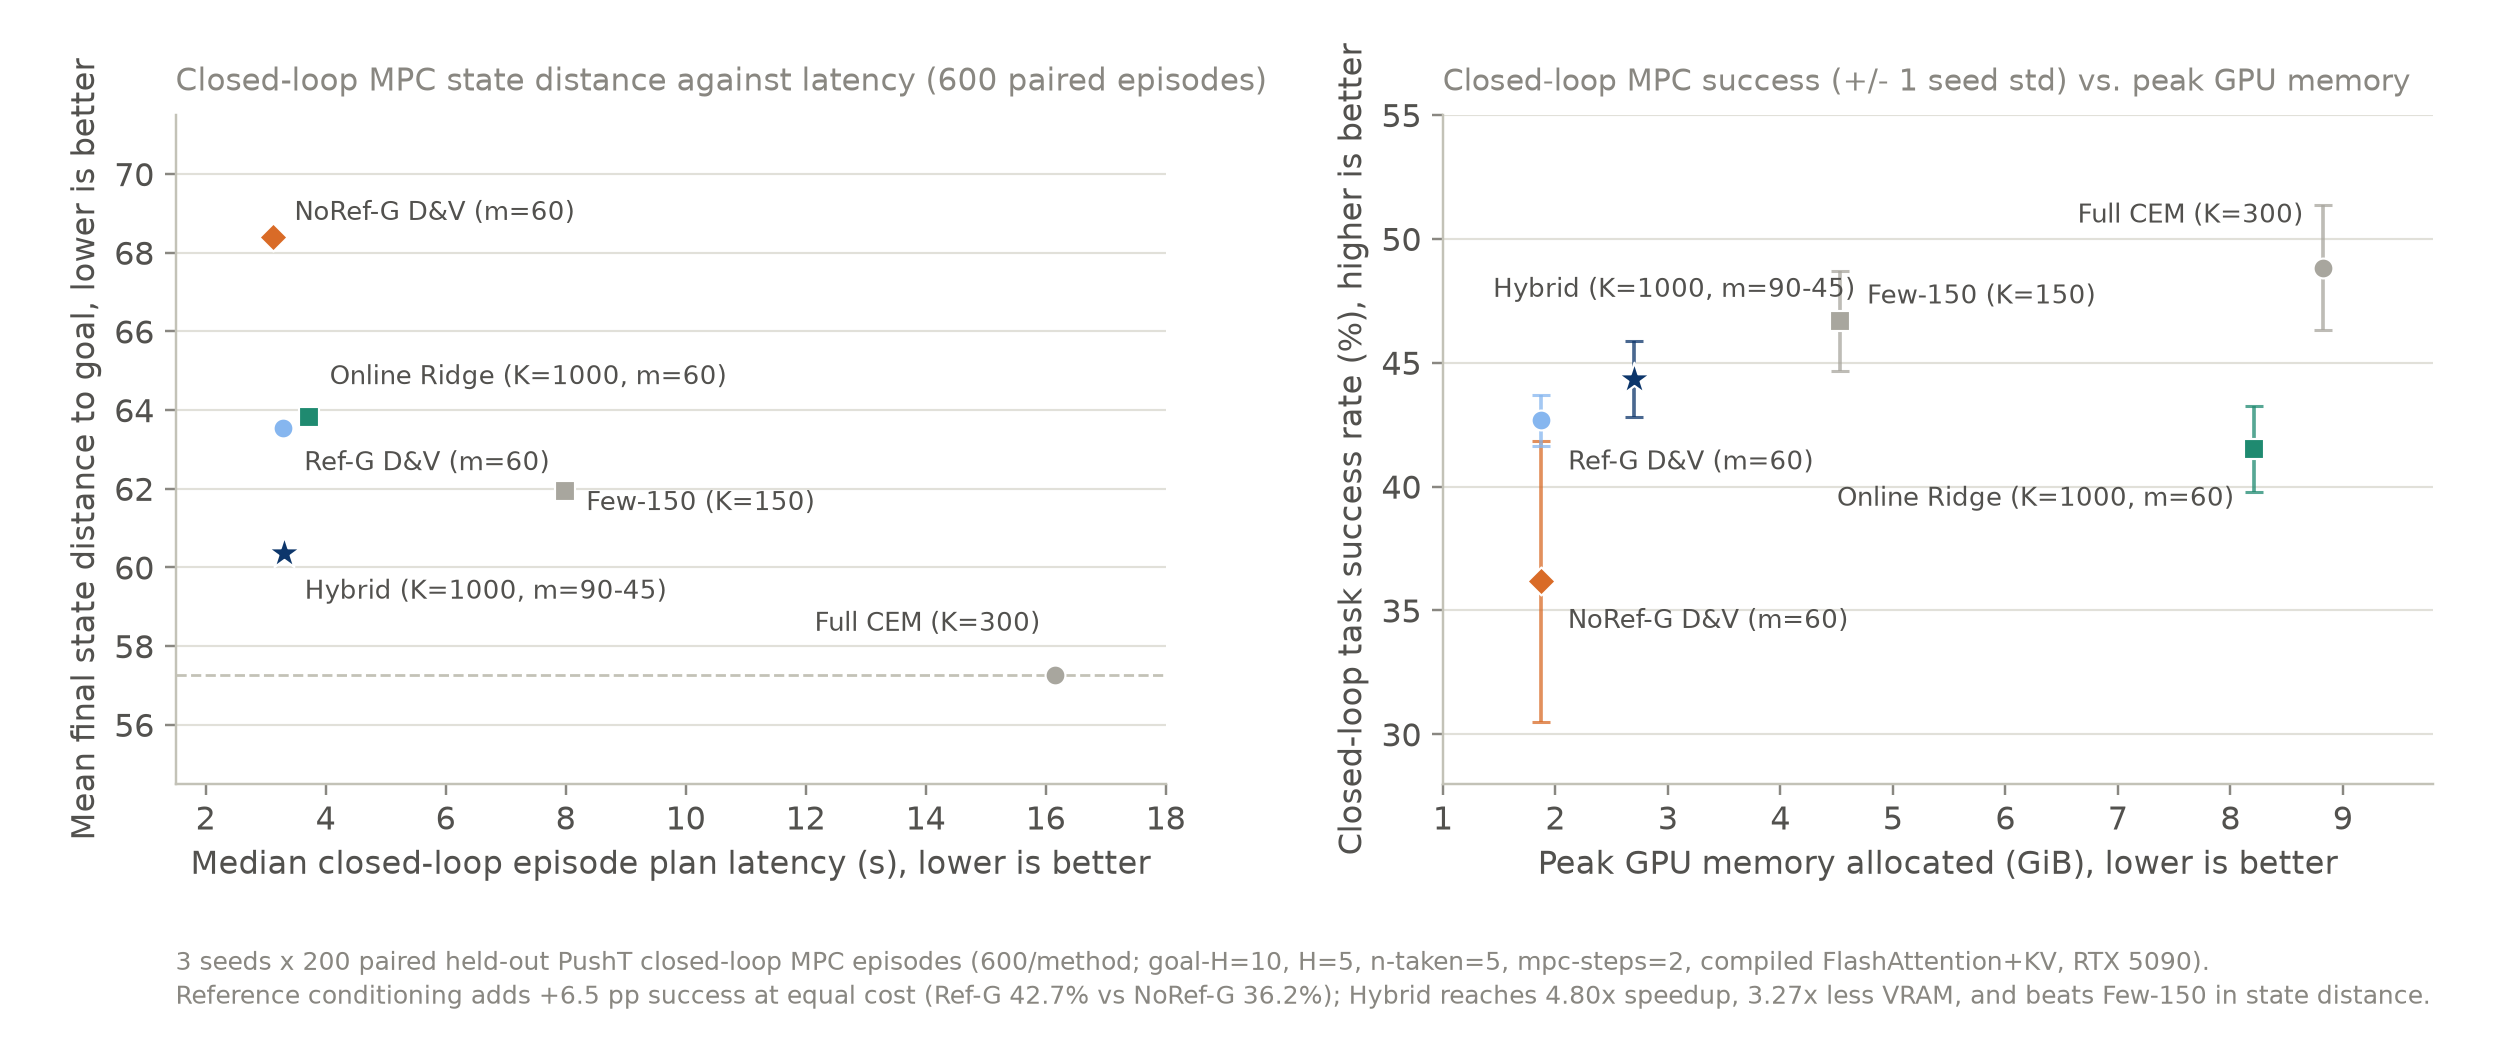 Closed-loop MPC state distance against latency (600 paired episodes)
Mean final state distance to goal, lower is better
70
68
66
64
62
60
58
56
NoRef-G D&V (m=60)
Online Ridge (K=1000, m=60)
Ref-G D&V (m=60)
Few-150 (K=150)
Hybrid (K=1000, m=90-45)
Full CEM (K=300)
2 4 6 8 10 12 14 16 18
Median closed-loop episode plan latency (s), lower is better
Closed-loop MPC success (+/- 1 seed std) vs. peak GPU memory
Closed-loop task success rate (%), higher is better
55
50
45
40
35
30
Full CEM (K=300)
Hybrid (K=1000, m=90-45)
Few-150 (K=150)
Ref-G D&V (m=60)
Online Ridge (K=1000, m=60)
NoRef-G D&V (m=60)
1 2 3 4 5 6 7 8 9
Peak GPU memory allocated (GiB), lower is better
3 seeds x 200 paired held-out PushT closed-loop MPC episodes (600/method; goal-H=10, H=5, n-taken=5, mpc-steps=2, compiled FlashAttention+KV, RTX 5090).
Reference conditioning adds +6.5 pp success at equal cost (Ref-G 42.7% vs NoRef-G 36.2%); Hybrid reaches 4.80x speedup, 3.27x less VRAM, and beats Few-150 in state distance.